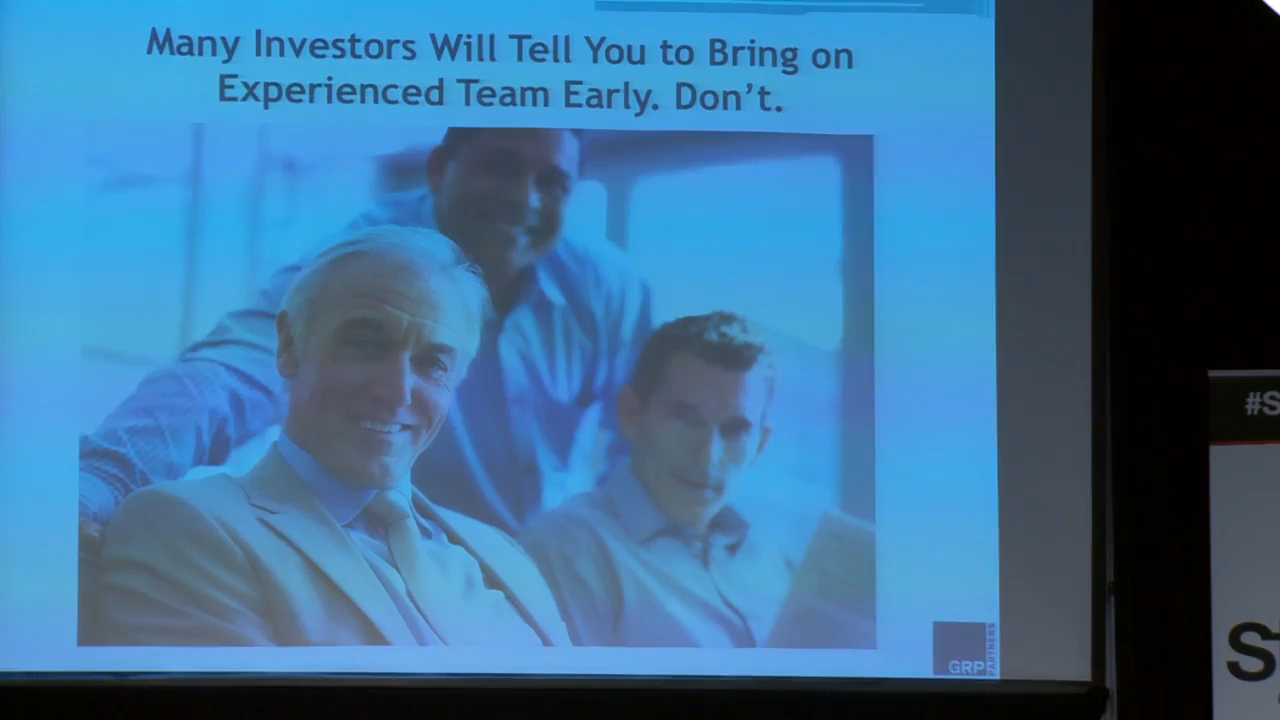 Many Investors Will Tell You to Bring on
Experienced Team Early. Don't.
GRP
PARTNERS
#S
S